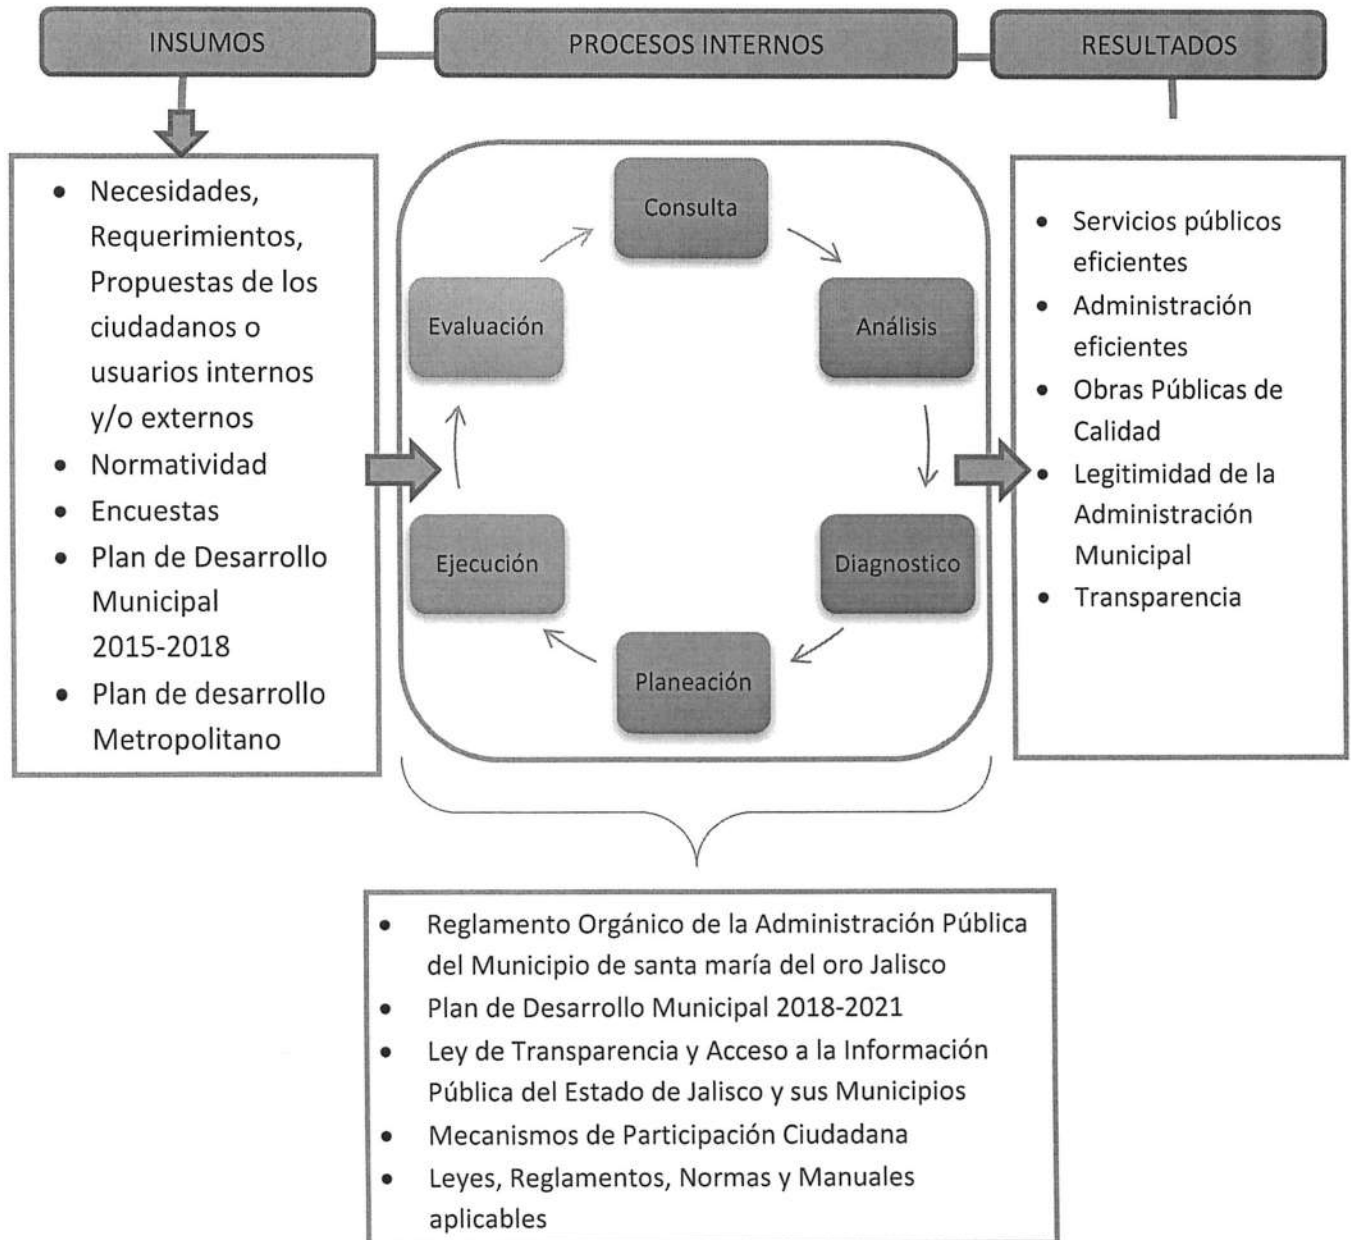 INSUMOS
PROCESOS INTERNOS
RESULTADOS
• Necesidades,
Requerimientos,
Propuestas de los
ciudadanos o
usuarios internos
y/o externos
• Normatividad
• Encuestas
• Plan de Desarrollo
Municipal
2015-2018
• Plan de desarrollo
Metropolitano
Consulta
Análisis
Diagnostico
Planeación
Ejecución
Evaluación
• Servicios públicos
eficientes
• Administración
eficientes
• Obras Públicas de
Calidad
• Legitimidad de la
Administración
Municipal
• Transparencia
• Reglamento Orgánico de la Administración Pública
del Municipio de santa maría del oro Jalisco
• Plan de Desarrollo Municipal 2018-2021
• Ley de Transparencia y Acceso a la Información
Pública del Estado de Jalisco y sus Municipios
• Mecanismos de Participación Ciudadana
• Leyes, Reglamentos, Normas y Manuales
aplicables